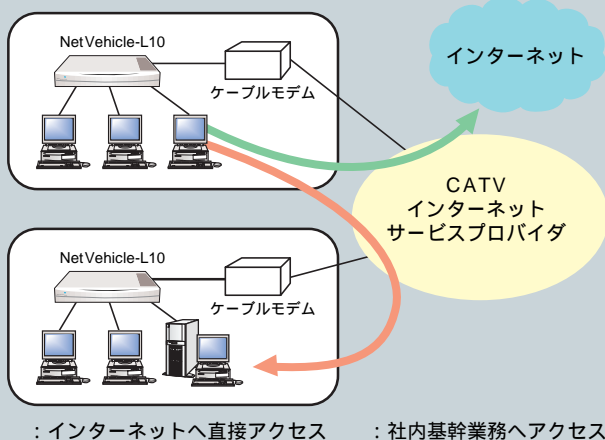 NetVehicle-L10
ケーブルモデム
インターネット
CATV
インターネット
サービスプロバイダ
NetVehicle-L10
ケーブルモデム
：インターネットへ直接アクセス
：社内基幹業務へアクセス